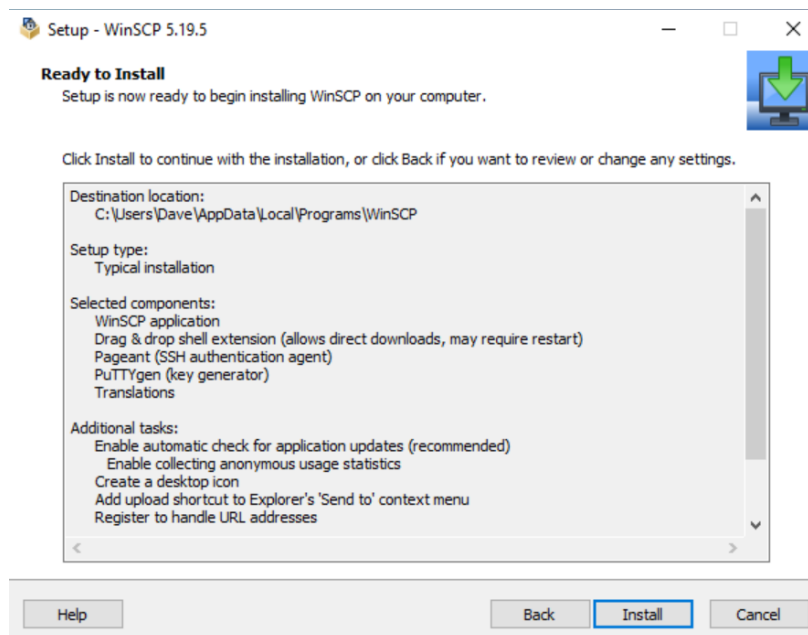 Setup - WinSCP 5.19.5
Ready to Install
Setup is now ready to begin installing WinSCP on your computer.
Click Install to continue with the installation, or click Back if you want to review or change any settings.
Destination location:
C:\Users\Dave\AppData\Local\Programs\WinSCP
Setup type:
Typical installation
Selected components:
WinSCP application
Drag & drop shell extension (allows direct downloads, may require restart)
Pageant (SSH authentication agent)
PuTTYgen (key generator)
Translations
Additional tasks:
Enable automatic check for application updates (recommended)
Enable collecting anonymous usage statistics
Create a desktop icon
Add upload shortcut to Explorer's 'Send to' context menu
Register to handle URL addresses
Help Back Install Cancel